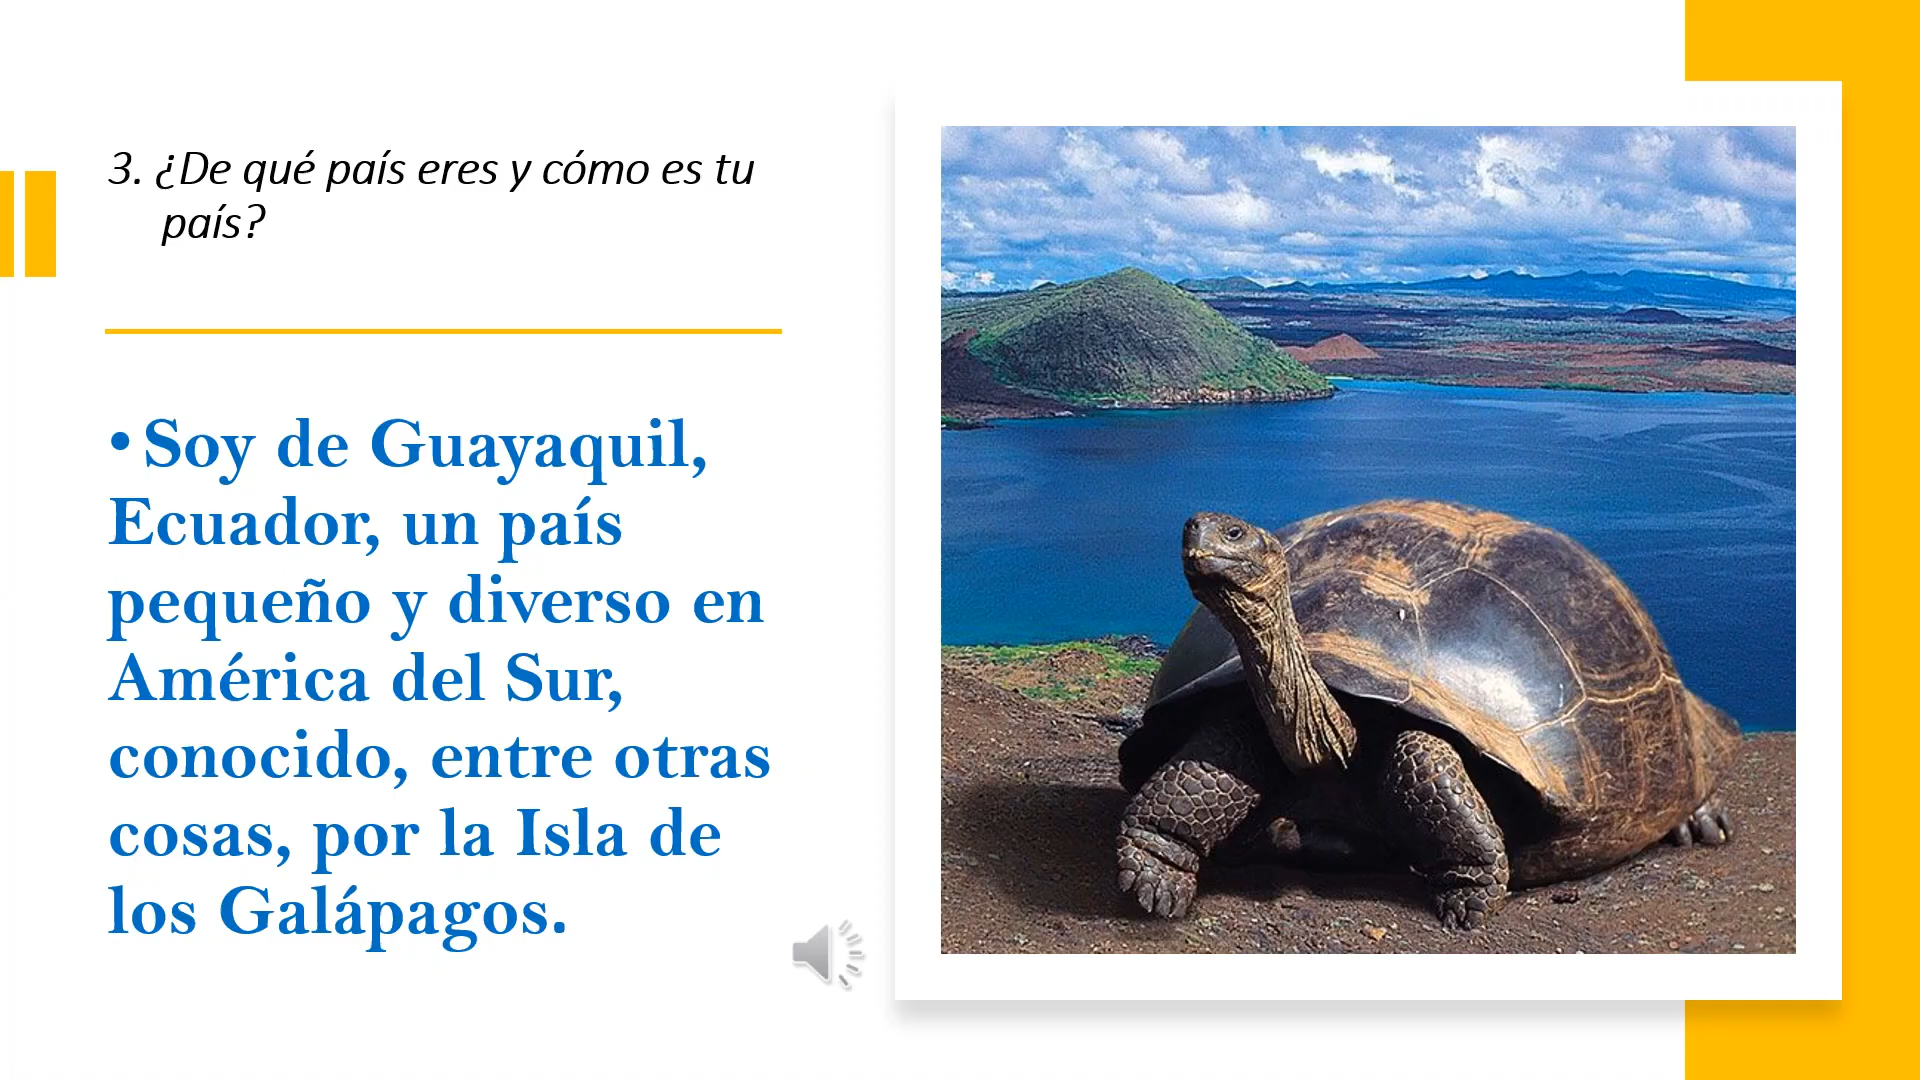 3. ¿De qué país eres y cómo es tu
país?
• Soy de Guayaquil,
Ecuador, un país
pequeño y diverso en
América del Sur,
conocido, entre otras
cosas, por la Isla de
los Galápagos.